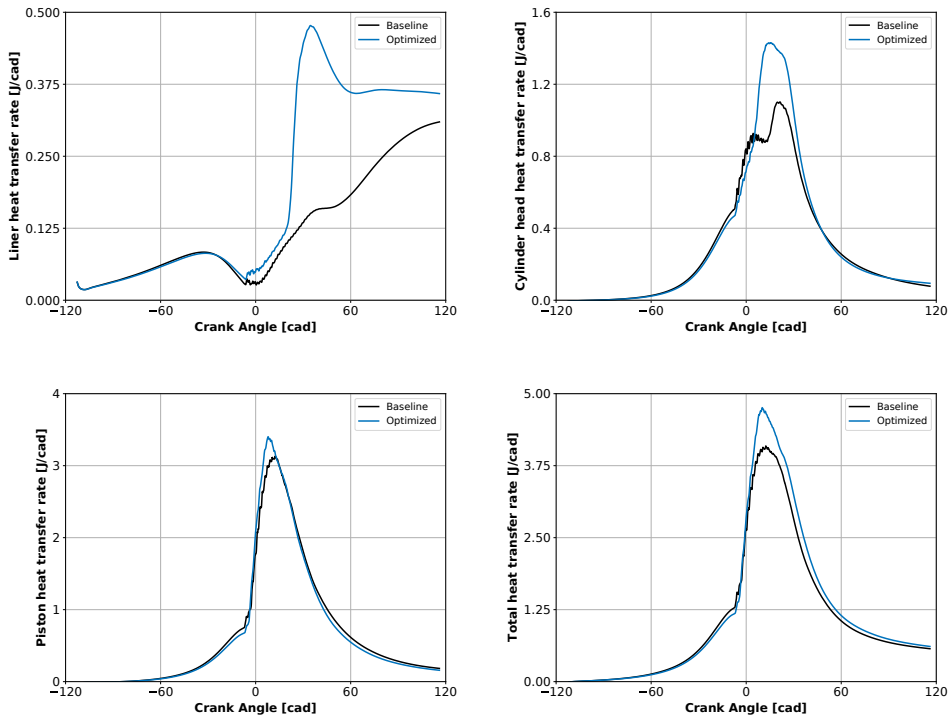 0.500
0.375
0.250
0.125
0.000
−120
−60
0
60
120
Liner heat transfer rate [J/cad]
Crank Angle [cad]
Baseline
Optimized
1.6
1.2
0.8
0.4
0.0
−120
−60
0
60
120
Cylinder head heat transfer rate [J/cad]
Crank Angle [cad]
Baseline
Optimized
4
3
2
1
0
−120
−60
0
60
120
Piston heat transfer rate [J/cad]
Crank Angle [cad]
Baseline
Optimized
5.00
3.75
2.50
1.25
0.00
−120
−60
0
60
120
Total heat transfer rate [J/cad]
Crank Angle [cad]
Baseline
Optimized